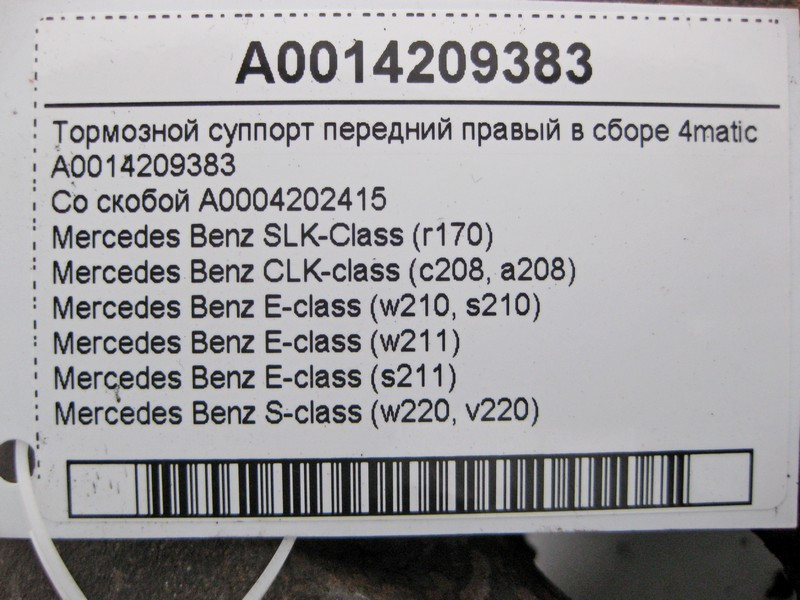 A0014209383
Тормозной суппорт передний правый в сборе 4matic
A0014209383
Со скобой A0004202415
Mercedes Benz SLK-Class (r170)
Mercedes Benz CLK-class (c208, a208)
Mercedes Benz E-class (w210, s210)
Mercedes Benz E-class (w211)
Mercedes Benz E-class (s211)
Mercedes Benz S-class (w220, v220)